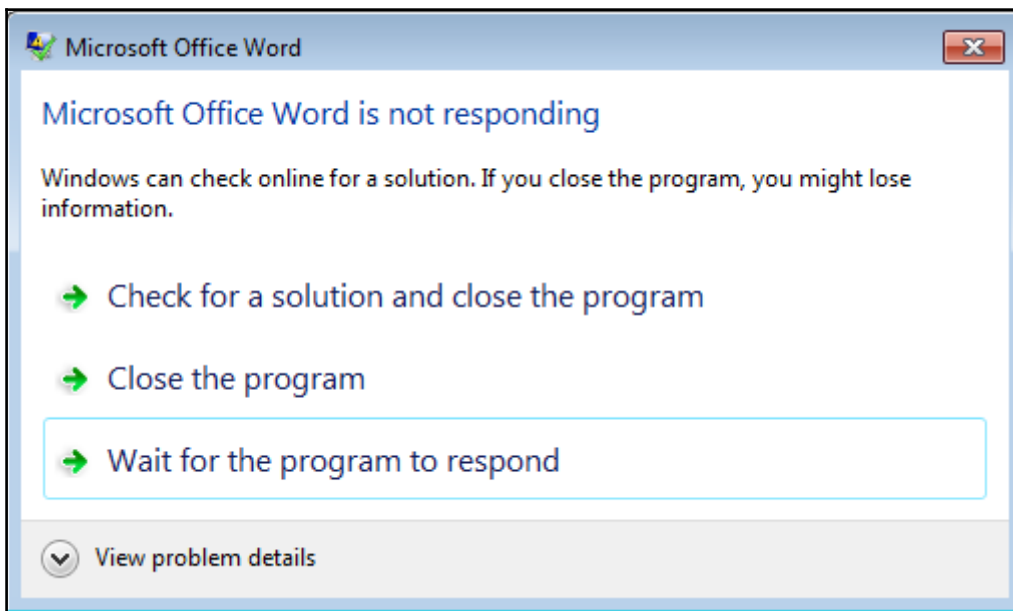 Microsoft Office Word
Microsoft Office Word is not responding
Windows can check online for a solution. If you close the program, you might lose
information.
Check for a solution and close the program
Close the program
Wait for the program to respond
View problem details